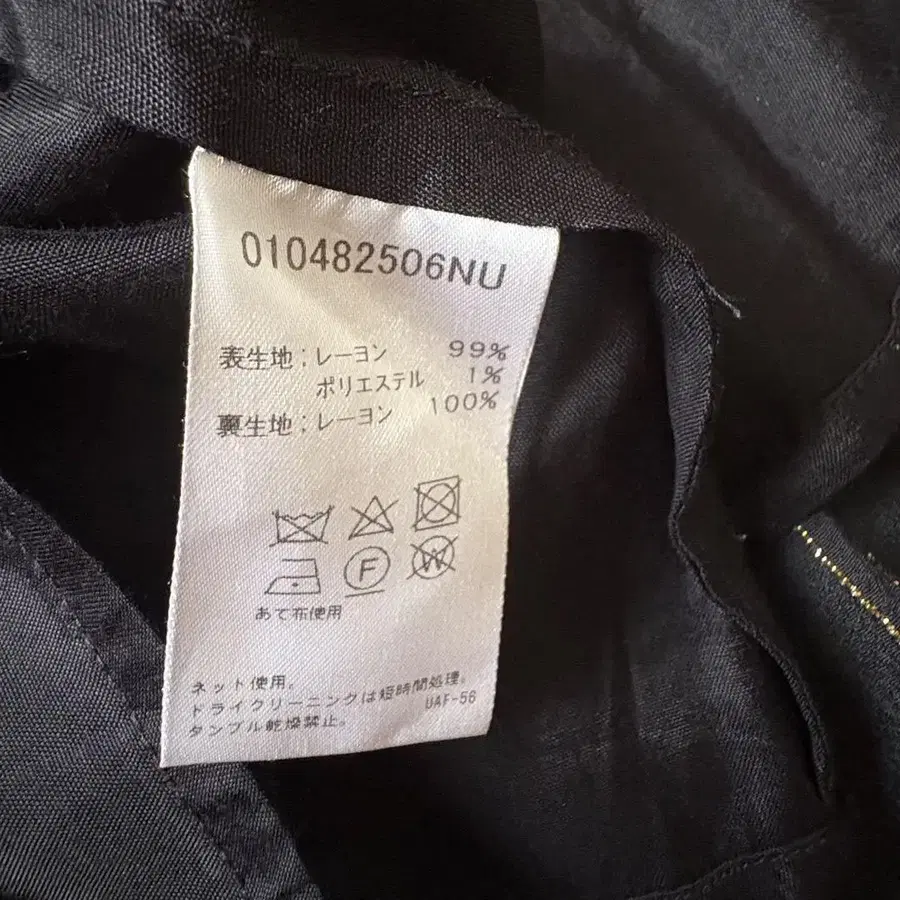 010482506NU
表生地：レーヨン 99%
ポリエステル 1%
裏生地：レーヨン 100%
F
W
あて布使用
ネット使用。
ドライクリーニングは短時間処理。
タンブル乾燥禁止。 UAF-56